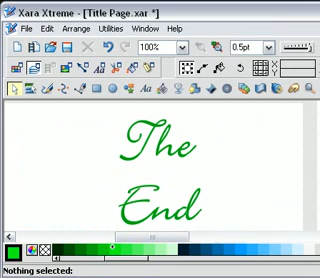 Xara Xtreme - [Title Page.xar *]
File Edit Arrange Utilities Window Help
100% 0.5pt
X
Y
The
End
Nothing selected: